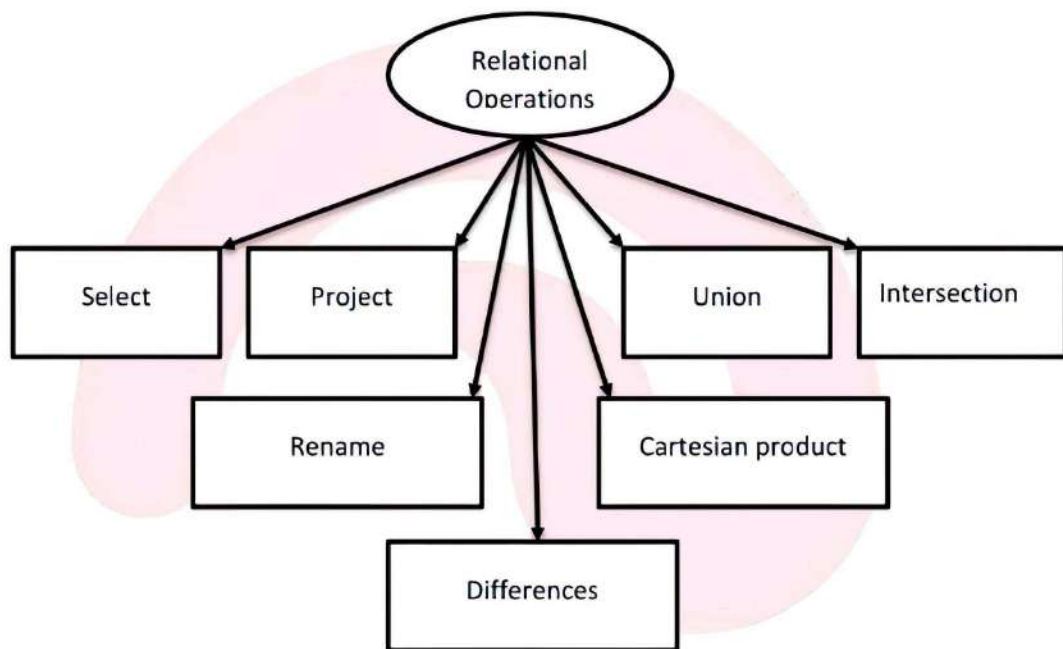 Relational
Operations
Select
Project
Union
Intersection
Rename
Cartesian product
Differences